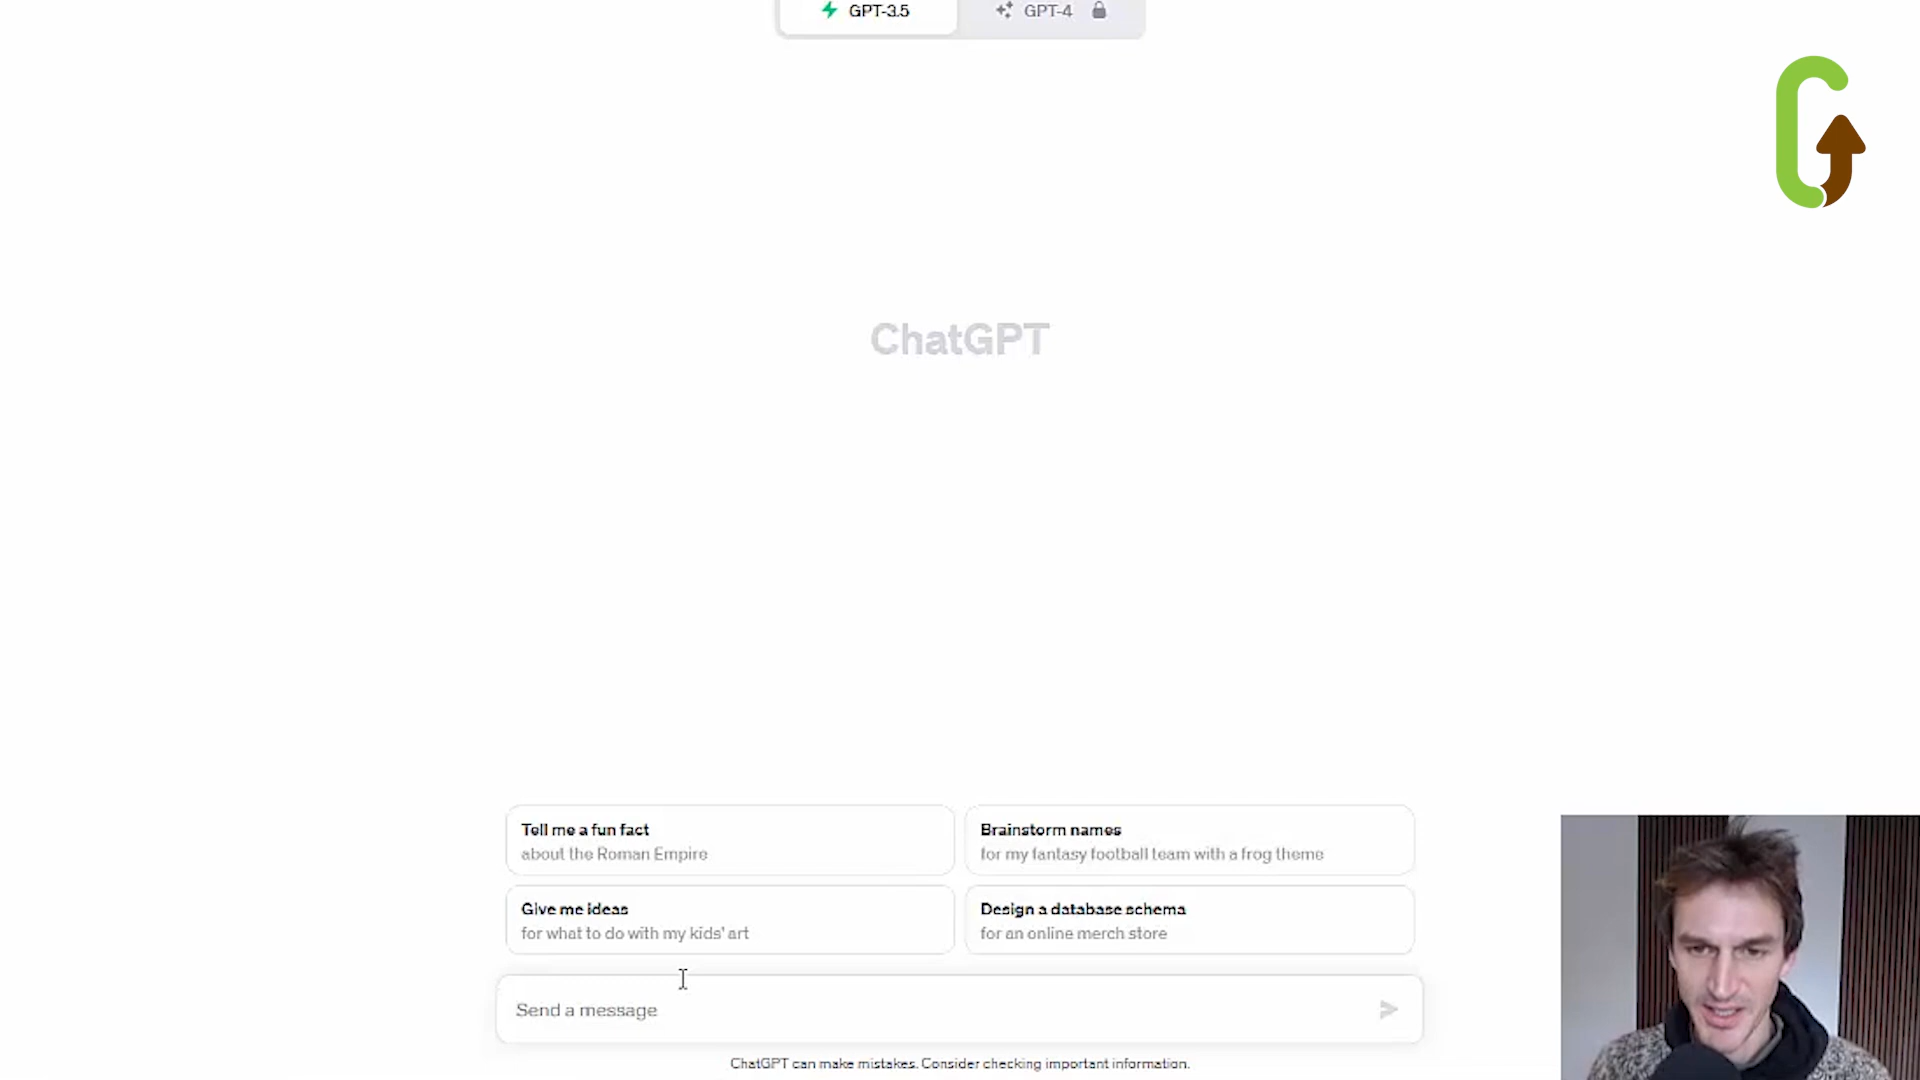 GPT-3.5
GPT-4
ChatGPT
Tell me a fun fact
about the Roman Empire
Brainstorm names
for my fantasy football team with a frog theme
Give me ideas
for what to do with my kids' art
Design a database schema
for an online merch store
Send a message
ChatGPT can make mistakes. Consider checking important information.